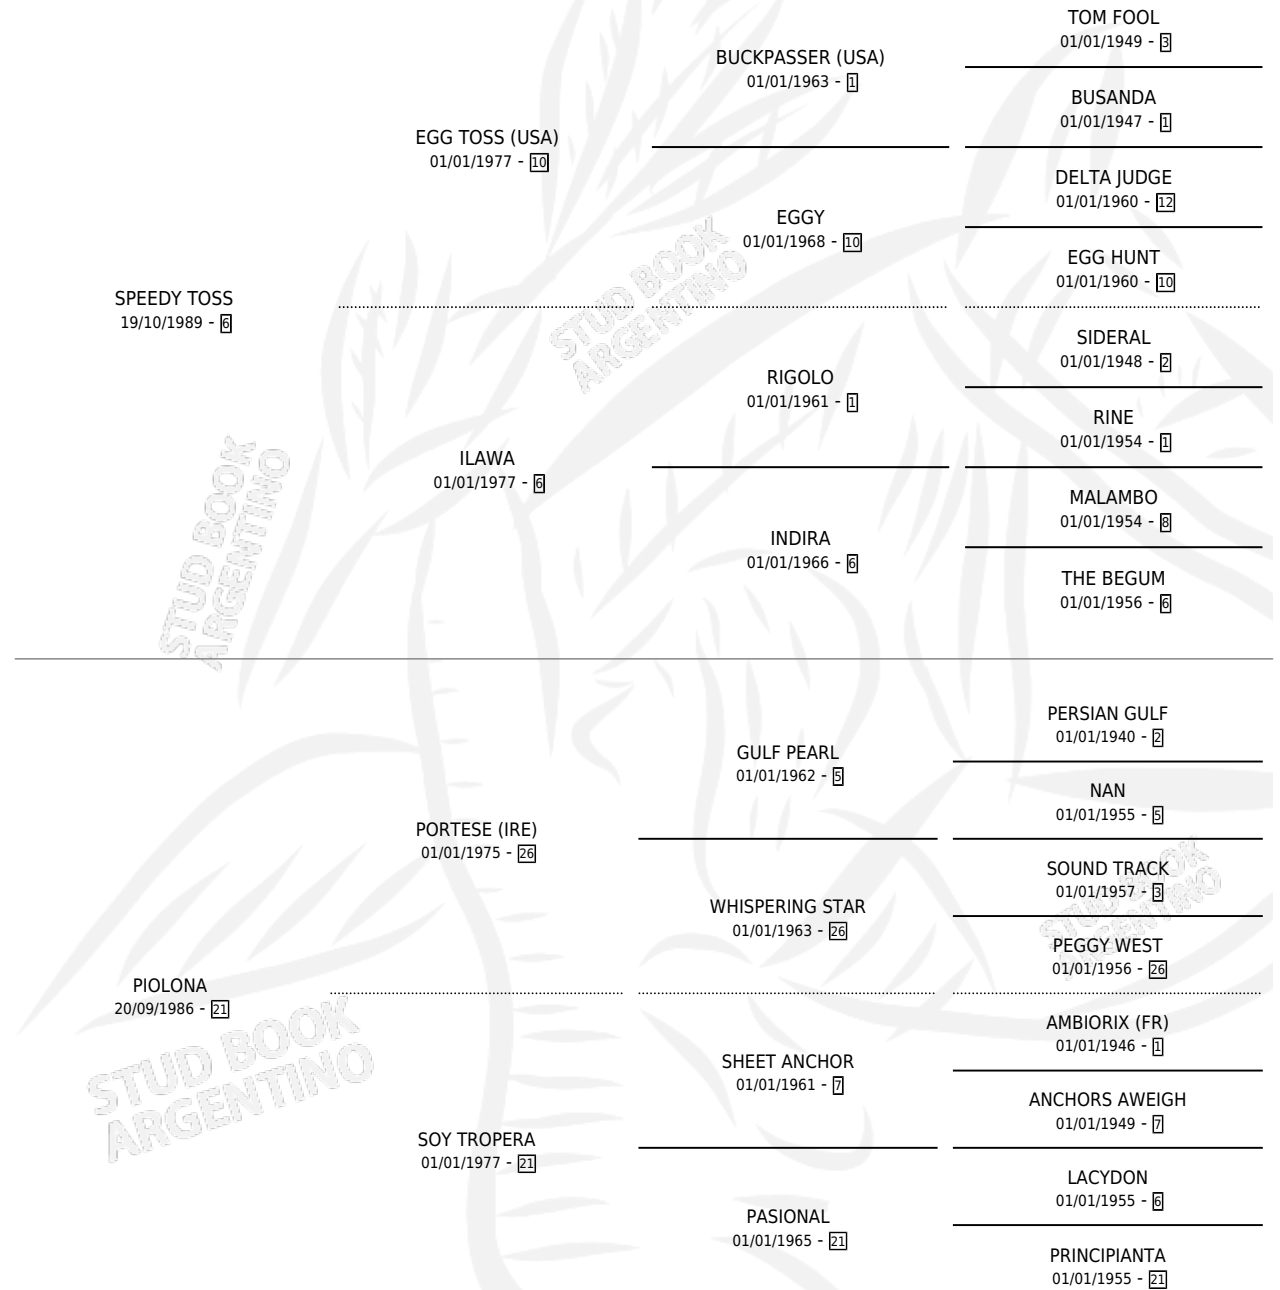 TOM FOOL
01/01/1949 - 3
BUCKPASSER (USA)
01/01/1963 - 1
BUSANDA
01/01/1947 - 1
EGG TOSS (USA)
01/01/1977 - 10
DELTA JUDGE
01/01/1960 - 12
EGGY
01/01/1968 - 10
EGG HUNT
01/01/1960 - 10
SPEEDY TOSS
19/10/1989 - 6
STUD BOOK
ARGENTINO
SIDERAL
01/01/1948 - 2
RIGOLO
01/01/1961 - 1
RINE
01/01/1954 - 1
ILAWA
01/01/1977 - 6
MALAMBO
01/01/1954 - 8
INDIRA
01/01/1966 - 6
THE BEGUM
01/01/1956 - 6
STUD BOOK
ARGENTINO
PERSIAN GULF
01/01/1940 - 2
GULF PEARL
01/01/1962 - 5
NAN
01/01/1955 - 5
PORTESE (IRE)
01/01/1975 - 26
SOUND TRACK
01/01/1957 - 3
WHISPERING STAR
01/01/1963 - 26
PEGGY WEST
01/01/1956 - 26
STUD BOOK
ARGENTINO
PIOLONA
20/09/1986 - 21
AMBIORIX (FR)
01/01/1946 - 1
SHEET ANCHOR
01/01/1961 - 7
ANCHORS AWEIGH
01/01/1949 - 7
STUD BOOK
ARGENTINO
SOY TROPERA
01/01/1977 - 21
LACYDON
01/01/1955 - 6
PASIONAL
01/01/1965 - 21
PRINCIPIANTA
01/01/1955 - 21